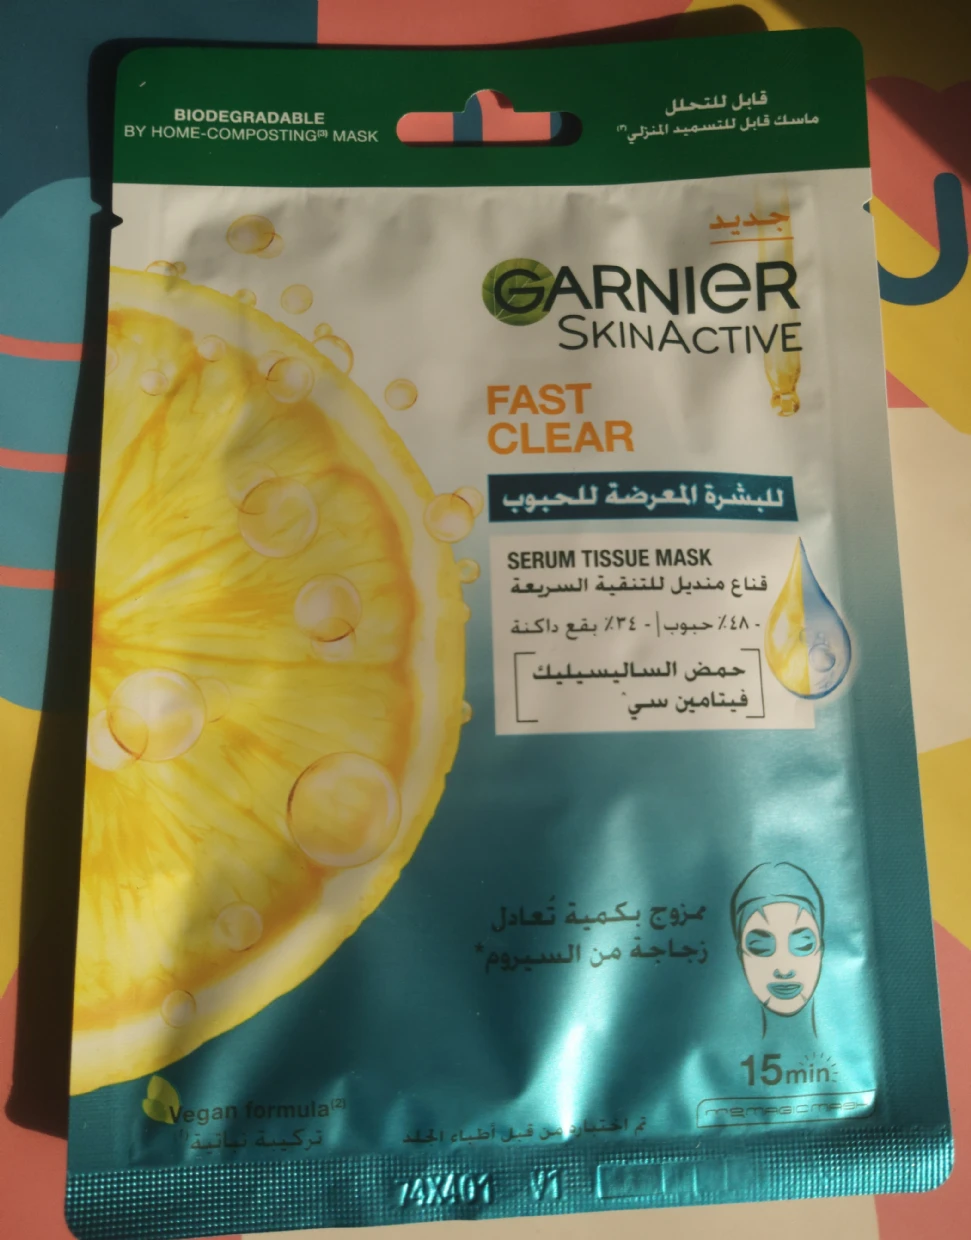 BIODEGRADABLE
BY HOME-COMPOSTING⁽³⁾ MASK
قابل للتحلل
ماسك قابل للتسميد المنزلي⁽³⁾
جديد
GARNIER
SKINACTIVE
FAST
CLEAR
للبشرة المعرضة للحبوب
SERUM TISSUE MASK
قناع منديل للتنقية السريعة
-٤٨٪ حبوب | -٣٤٪ بقع داكنة
حمض الساليسيليك
فيتامين سي^
ممزوج بكمية تُعادل
زجاجة من السيروم*
15min
Vegan formula⁽²⁾
تركيبة نباتية
تم اختباره من قبل أطباء الجلد
74X401 V1